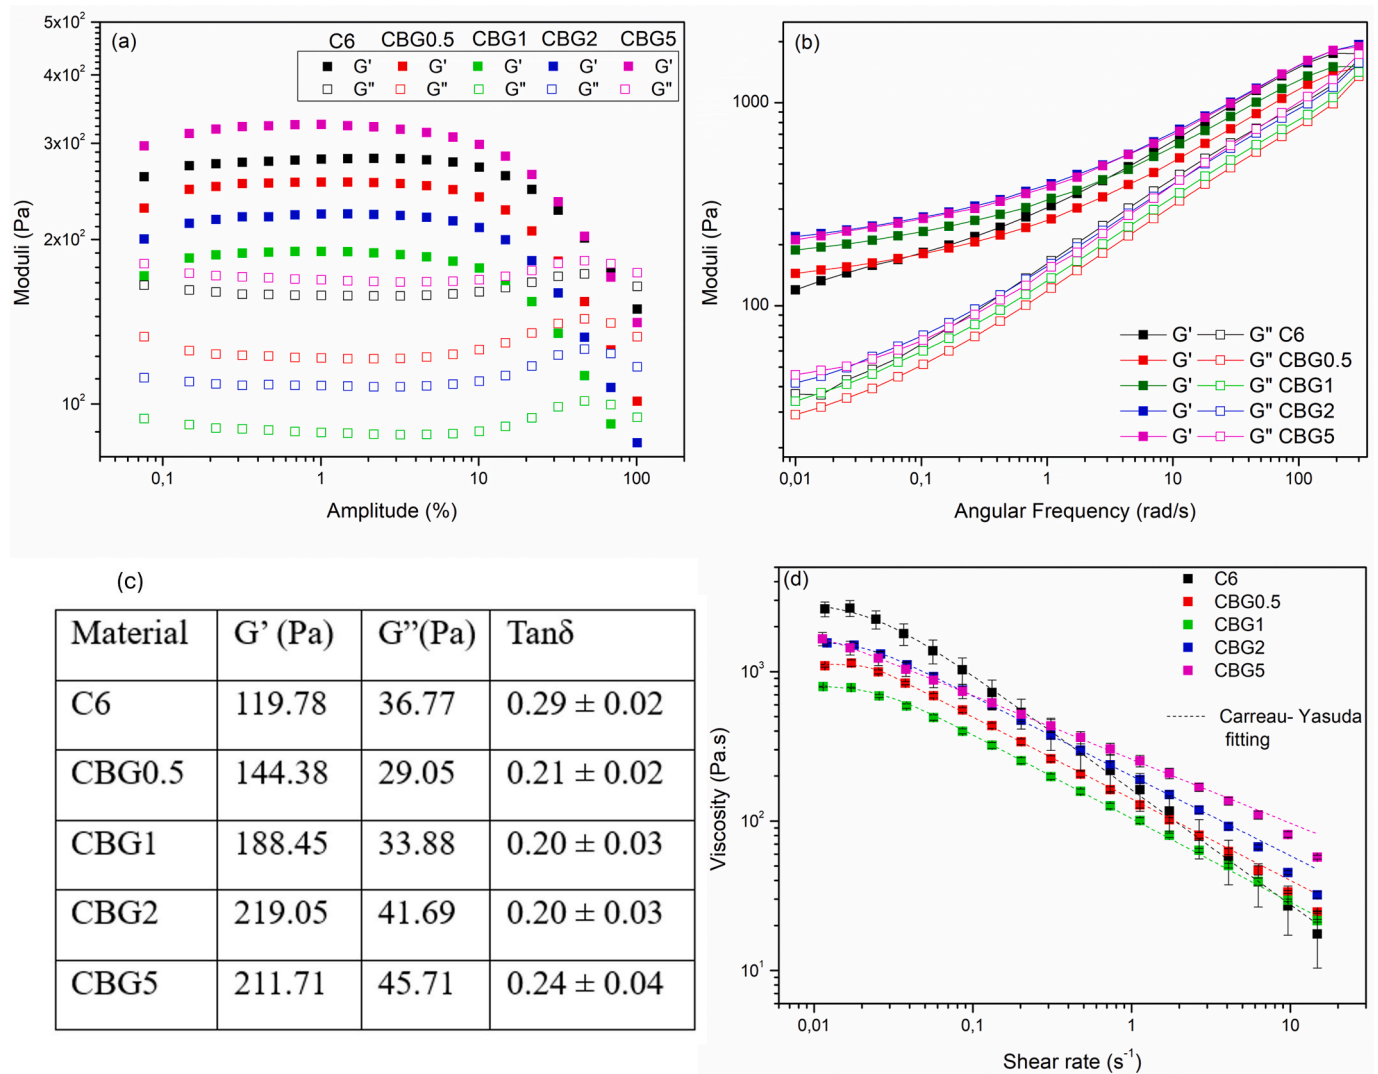 (a)
C6 CBG0.5 CBG1 CBG2 CBG5
G' G' G' G' G'
G" G" G" G" G"
5x10²
4x10²
3x10²
2x10²
10²
Moduli (Pa)
0,1 1 10 100
Amplitude (%)
(b)
1000
100
Moduli (Pa)
G' G" C6
G' G" CBG0.5
G' G" CBG1
G' G" CBG2
G' G" CBG5
0,01 0,1 1 10 100
Angular Frequency (rad/s)
(c)
Material G’ (Pa) G”(Pa) Tanδ
C6 119.78 36.77 0.29 ± 0.02
CBG0.5 144.38 29.05 0.21 ± 0.02
CBG1 188.45 33.88 0.20 ± 0.03
CBG2 219.05 41.69 0.20 ± 0.03
CBG5 211.71 45.71 0.24 ± 0.04
(d)
C6
CBG0.5
CBG1
CBG2
CBG5
Carreau- Yasuda
fitting
10³
10²
10¹
Viscosity (Pa.s)
0,01 0,1 1 10
Shear rate (s⁻¹)